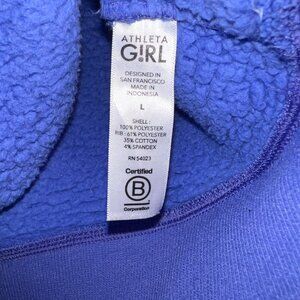 ATHLETA
G!RL
DESIGNED IN
SAN FRANCISCO
MADE IN
INDONESIA
L
SHELL :
100% POLYESTER
RIB : 61% POLYESTER
35% COTTON
4% SPANDEX
RN 54023
Certified
B
Corporation